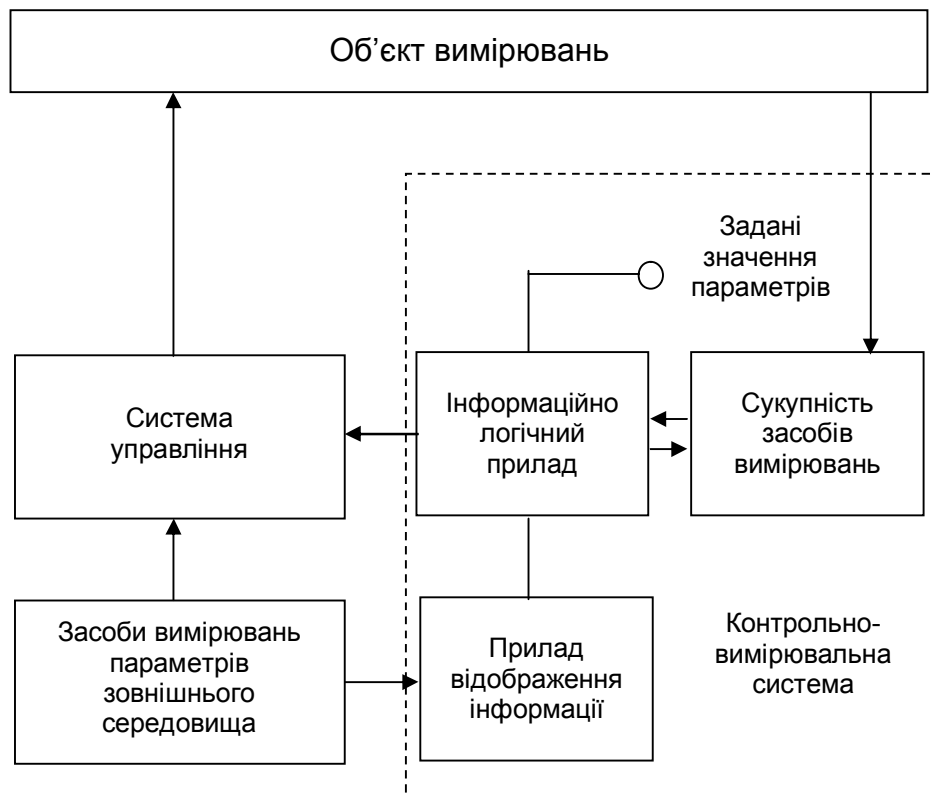 Об’єкт вимірювань
Задані
значення
параметрів
Система
управління
Інформаційно
логічний
прилад
Сукупність
засобів
вимірювань
Засоби вимірювань
параметрів
зовнішнього
середовища
Прилад
відображення
інформації
Контрольно-
вимірювальна
система